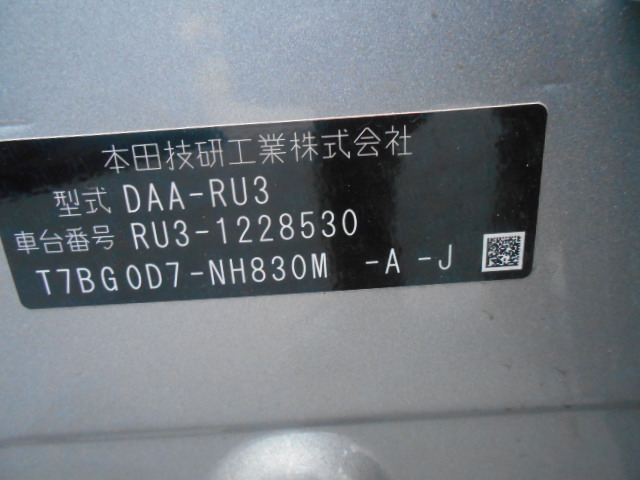 本田技研工業株式会社
型式 DAA-RU3
車台番号 RU3-1228530
T7BG0D7-NH830M -A -J